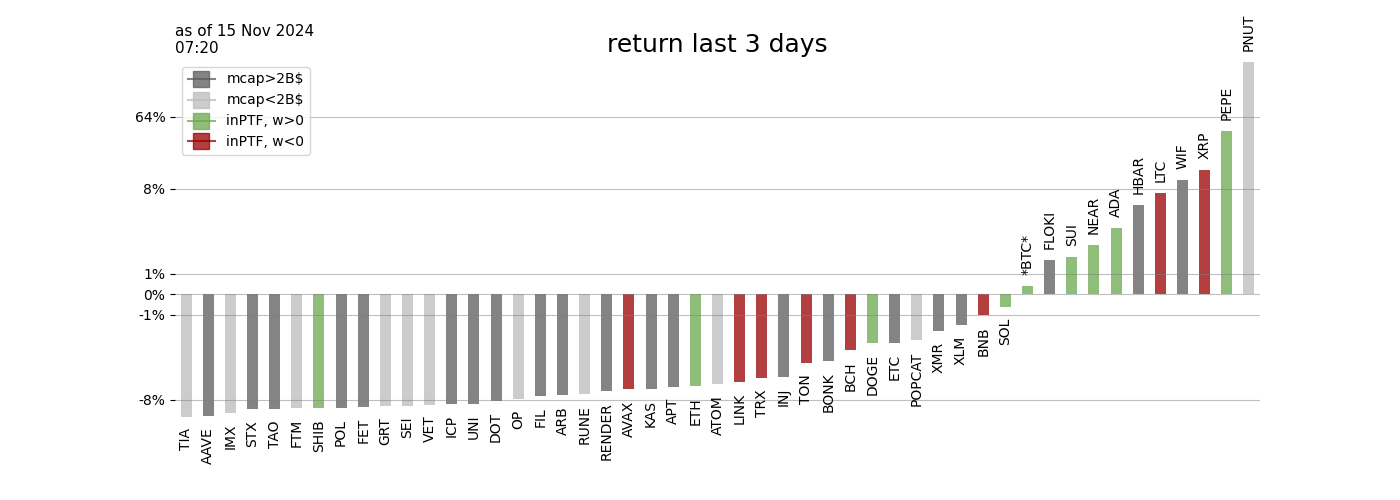 as of 15 Nov 2024
07:20
return last 3 days
mcap>2B$
mcap<2B$
inPTF, w>0
inPTF, w<0
64%
8%
1%
0%
-1%
-8%
TIA
AAVE
IMX
STX
TAO
FTM
SHIB
POL
FET
GRT
SEI
VET
ICP
UNI
DOT
OP
FIL
ARB
RUNE
RENDER
AVAX
KAS
APT
ETH
ATOM
LINK
TRX
INJ
TON
BONK
BCH
DOGE
ETC
POPCAT
XMR
XLM
BNB
SOL
*BTC*
FLOKI
SUI
NEAR
ADA
HBAR
LTC
WIF
XRP
PEPE
PNUT